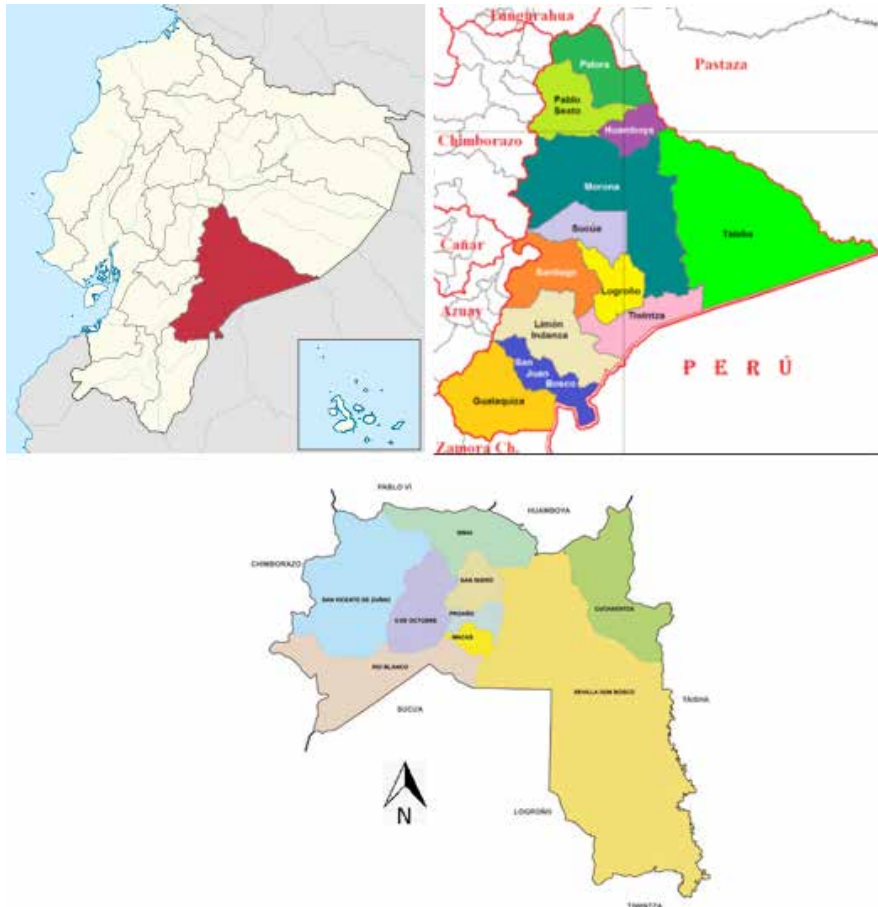 Tungurahua
Palora
Pastaza
Pablo
Sexto
Huamboya
Chimborazo
Morona
Taisha
Sucúa
Cañar
Santiago
Logroño
Azuay
Tiwintza
Limón
Indanza
San
Juan
Bosco
PERÚ
Gualaquiza
Zamora Ch.
PABLO VI
HUAMBOYA
SINAI
CHIMBORAZO
SAN ISIDRO
SAN VICENTE DE ZUÑAC
9 DE OCTUBRE
PROAÑO
CUCHAENTZA
MACAS
RIO BLANCO
SEVILLA DON BOSCO
TAISHA
SUCUA
N
LOGROÑO
TIWINTZA